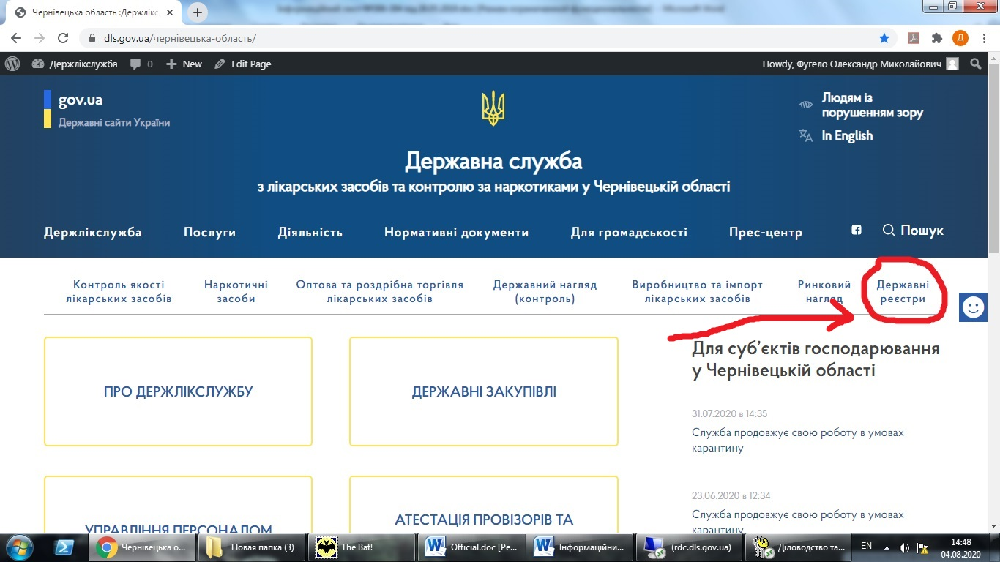 Чернівецька область :Держлікс
dls.gov.ua/чернівецька-область/
Д
Держлікслужба 0 New Edit Page
Howdy, Фугело Олександр Миколайович
gov.ua
Державні сайти України
Людям із
порушенням зору
In English
Державна служба
з лікарських засобів та контролю за наркотиками у Чернівецькій області
Держлікслужба Послуги Діяльність Нормативні документи Для громадськості Прес-центр Пошук
Контроль якості
лікарських засобів
Наркотичні
засоби
Оптова та роздрібна торгівля
лікарських засобів
Державний нагляд
(контроль)
Виробництво та імпорт
лікарських засобів
Ринковий
нагляд
Державні
реєстри
ПРО ДЕРЖЛІКСЛУЖБУ
ДЕРЖАВНІ ЗАКУПІВЛІ
УПРАВЛІННЯ ПЕРСОНАЛОМ
АТЕСТАЦІЯ ПРОВІЗОРІВ ТА
Для суб’єктів господарювання
у Чернівецькій області
31.07.2020 в 14:35
Служба продовжує свою роботу в умовах
карантину
23.06.2020 в 12:34
Служба продовжує свою роботу в умовах
карантину
Чернівецька о... Новая папка (3) The Bat! Official.doc [Ре... Інформаційни... (rdc.dls.gov.ua) Діловодство та... EN
14:48
04.08.2020